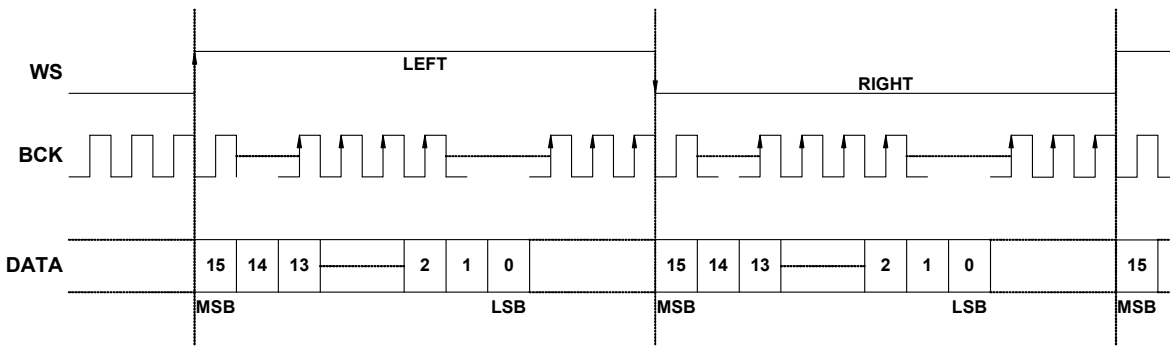 LEFT
WS
RIGHT
BCK
DATA 15 14 13 2 1 0 15 14 13 2 1 0 15
MSB LSB MSB LSB MSB